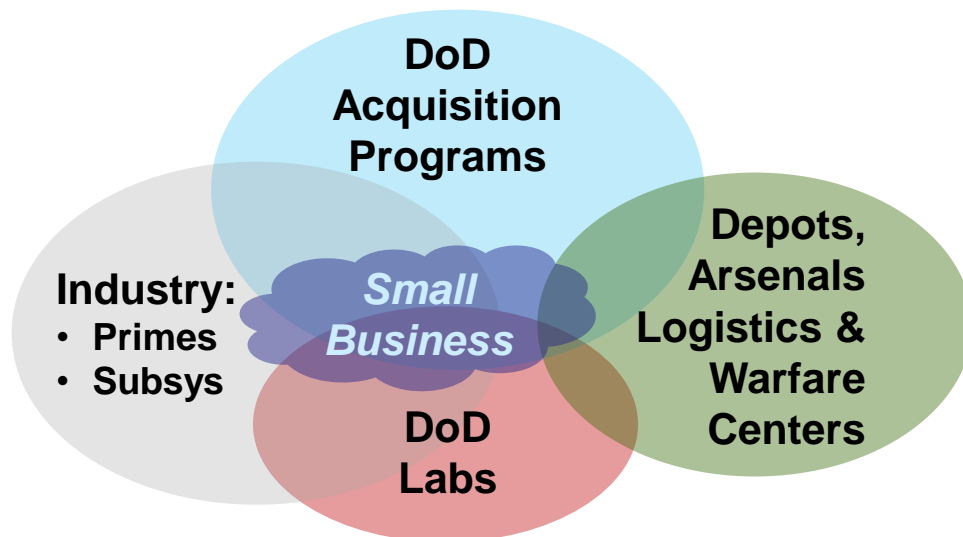 DoD
Acquisition
Programs
Industry:
• Primes
• Subsys
Small
Business
Depots,
Arsenals
Logistics &
Warfare
Centers
DoD
Labs